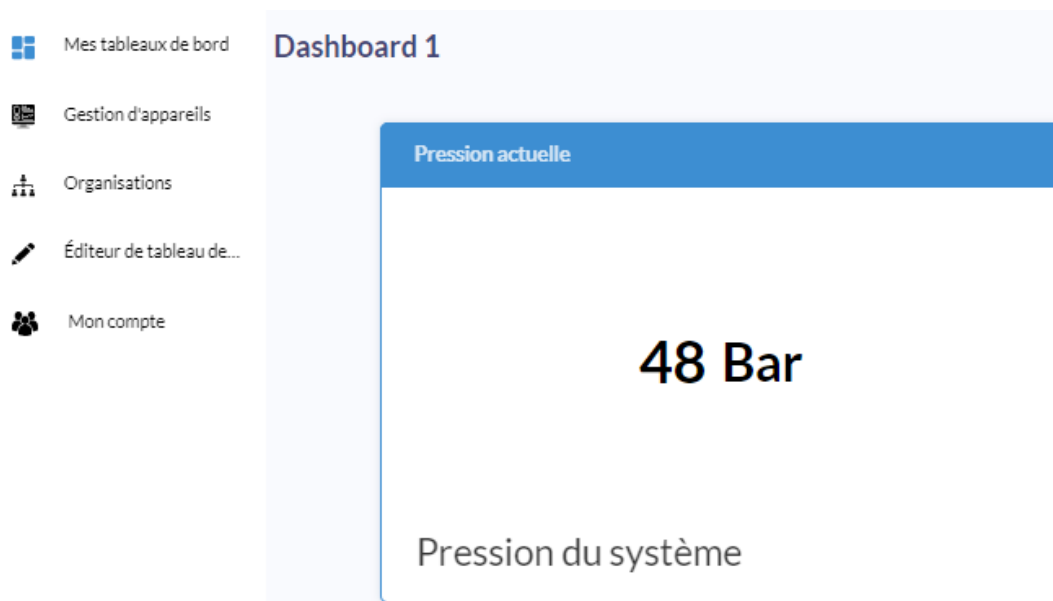 Mes tableaux de bord
Gestion d'appareils
Organisations
Éditeur de tableau de...
Mon compte
Dashboard 1
Pression actuelle
48 Bar
Pression du système